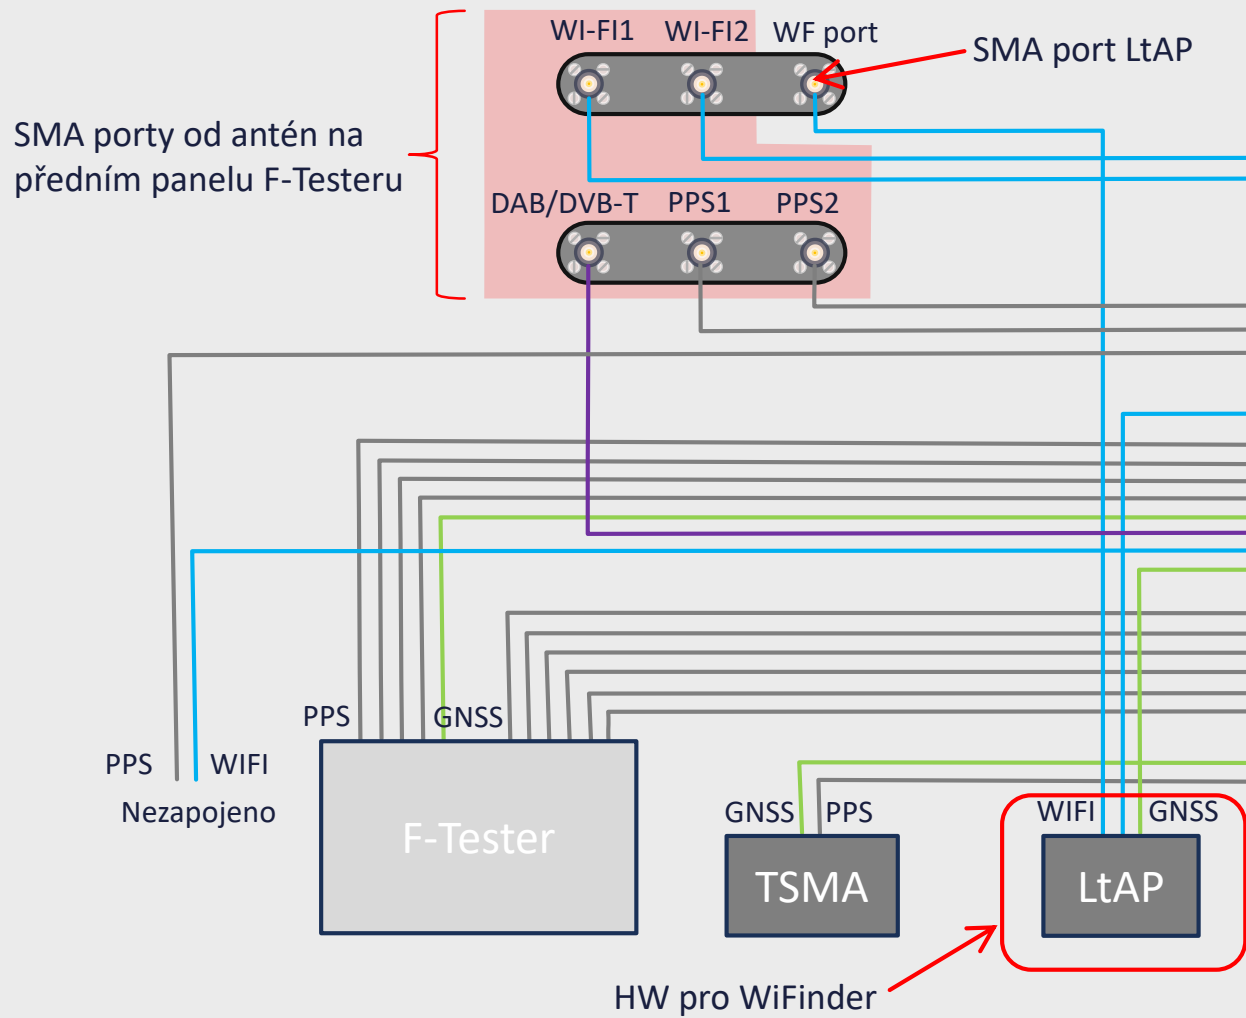 WI-FI1 WI-FI2 WF port
SMA port LtAP
SMA porty od antén na
předním panelu F-Testeru
DAB/DVB-T PPS1 PPS2
PPS GNSS
PPS WIFI
Nezapojeno
F-Tester
GNSS PPS
TSMA
WIFI GNSS
LtAP
HW pro WiFinder